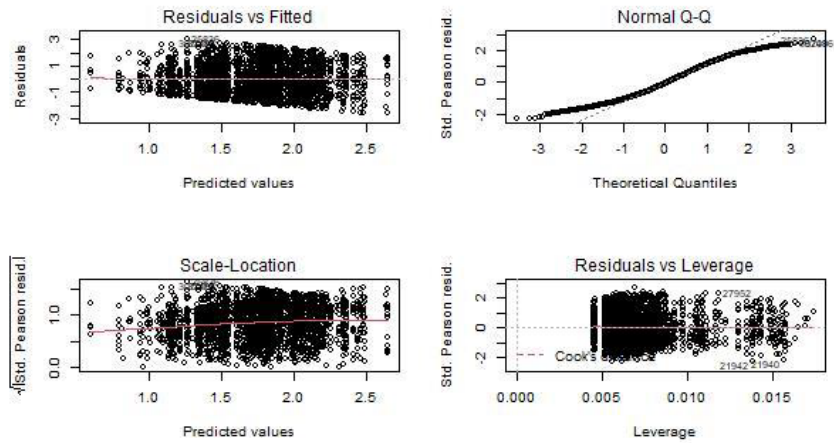 Residuals vs Fitted
Residuals
3
1
-1
-3
1.0 1.5 2.0 2.5
Predicted values
Normal Q-Q
Std. Pearson resid.
2
0
-2
-3 -2 -1 0 1 2 3
Theoretical Quantiles
Scale-Location
√|Std. Pearson resid.|
1.0
0.0
1.0 1.5 2.0 2.5
Predicted values
Residuals vs Leverage
Std. Pearson resid.
2
0
-2
27952
Cook's
21942 21940
0.000 0.005 0.010 0.015
Leverage